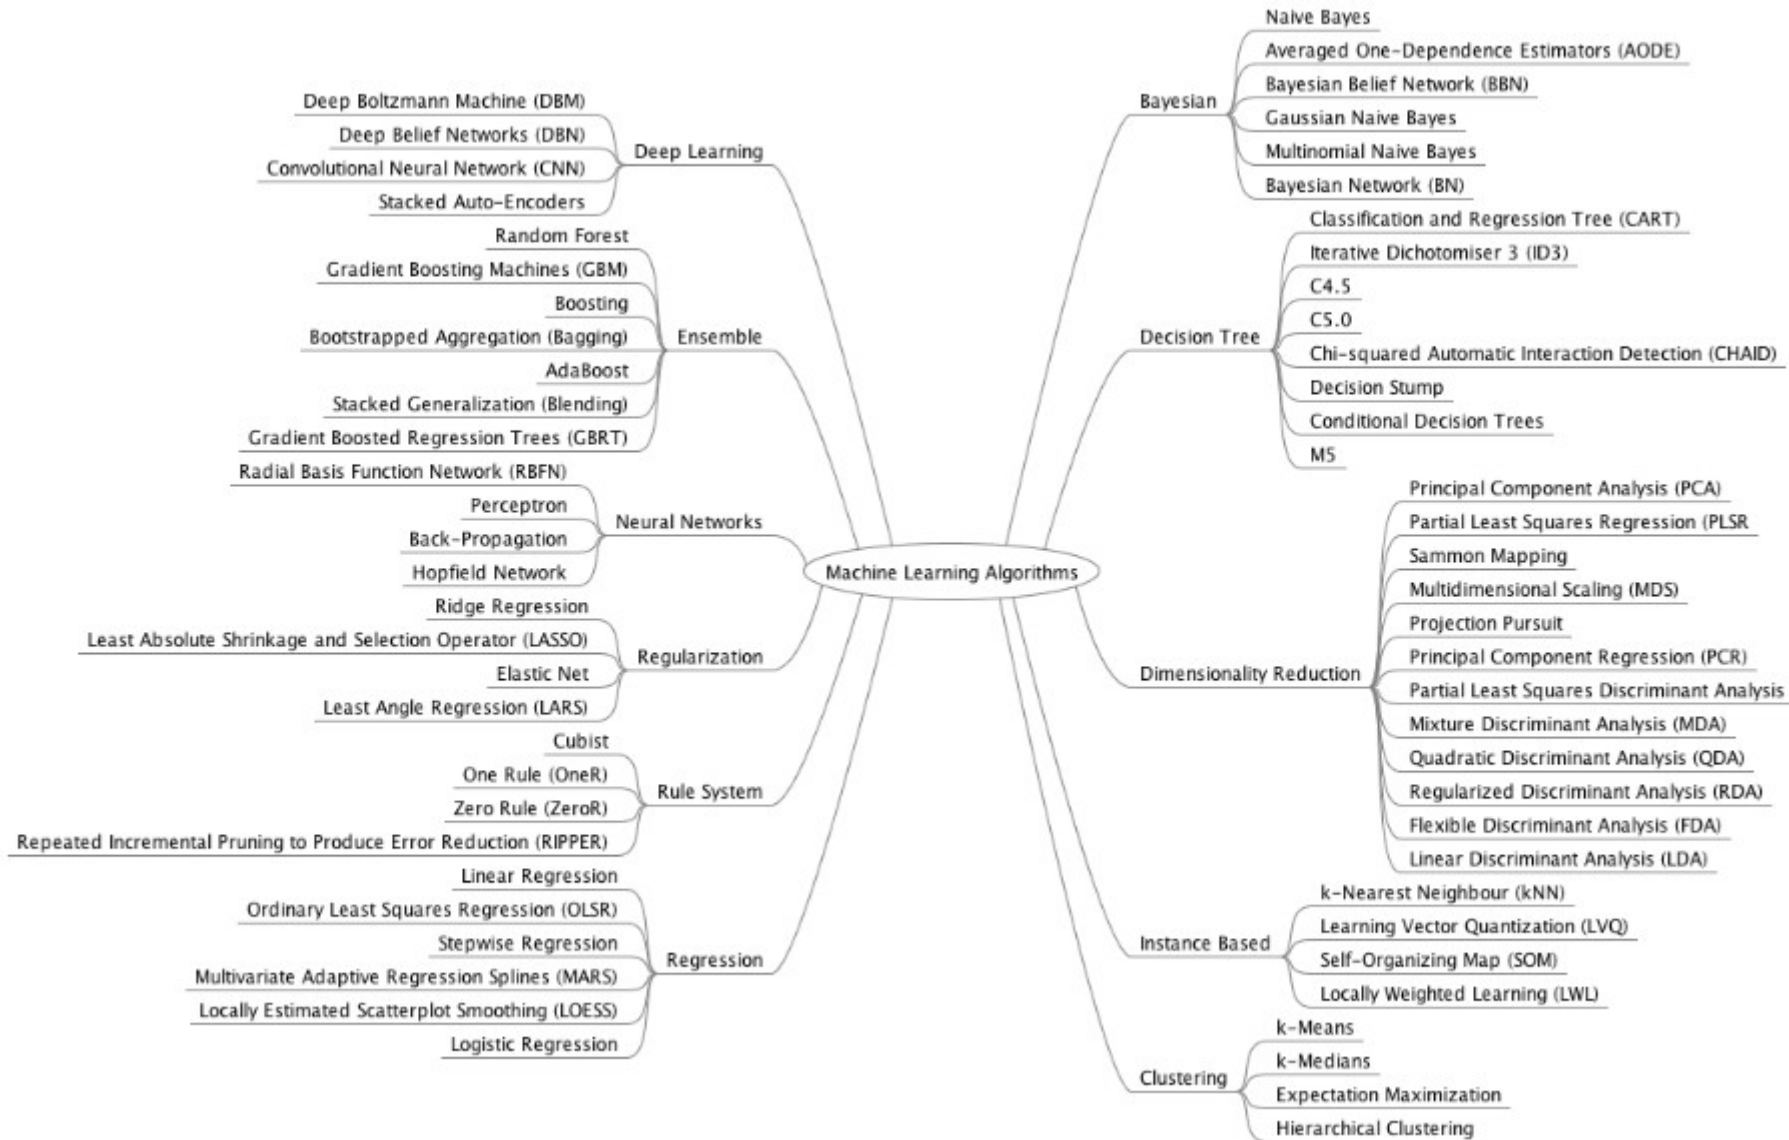 Machine Learning Algorithms
Deep Learning
Deep Boltzmann Machine (DBM)
Deep Belief Networks (DBN)
Convolutional Neural Network (CNN)
Stacked Auto-Encoders
Ensemble
Random Forest
Gradient Boosting Machines (GBM)
Boosting
Bootstrapped Aggregation (Bagging)
AdaBoost
Stacked Generalization (Blending)
Gradient Boosted Regression Trees (GBRT)
Neural Networks
Radial Basis Function Network (RBFN)
Perceptron
Back-Propagation
Hopfield Network
Regularization
Ridge Regression
Least Absolute Shrinkage and Selection Operator (LASSO)
Elastic Net
Least Angle Regression (LARS)
Rule System
Cubist
One Rule (OneR)
Zero Rule (ZeroR)
Repeated Incremental Pruning to Produce Error Reduction (RIPPER)
Regression
Linear Regression
Ordinary Least Squares Regression (OLSR)
Stepwise Regression
Multivariate Adaptive Regression Splines (MARS)
Locally Estimated Scatterplot Smoothing (LOESS)
Logistic Regression
Bayesian
Naive Bayes
Averaged One-Dependence Estimators (AODE)
Bayesian Belief Network (BBN)
Gaussian Naive Bayes
Multinomial Naive Bayes
Bayesian Network (BN)
Decision Tree
Classification and Regression Tree (CART)
Iterative Dichotomiser 3 (ID3)
C4.5
C5.0
Chi-squared Automatic Interaction Detection (CHAID)
Decision Stump
Conditional Decision Trees
M5
Dimensionality Reduction
Principal Component Analysis (PCA)
Partial Least Squares Regression (PLSR
Sammon Mapping
Multidimensional Scaling (MDS)
Projection Pursuit
Principal Component Regression (PCR)
Partial Least Squares Discriminant Analysis
Mixture Discriminant Analysis (MDA)
Quadratic Discriminant Analysis (QDA)
Regularized Discriminant Analysis (RDA)
Flexible Discriminant Analysis (FDA)
Linear Discriminant Analysis (LDA)
Instance Based
k-Nearest Neighbour (kNN)
Learning Vector Quantization (LVQ)
Self-Organizing Map (SOM)
Locally Weighted Learning (LWL)
Clustering
k-Means
k-Medians
Expectation Maximization
Hierarchical Clustering